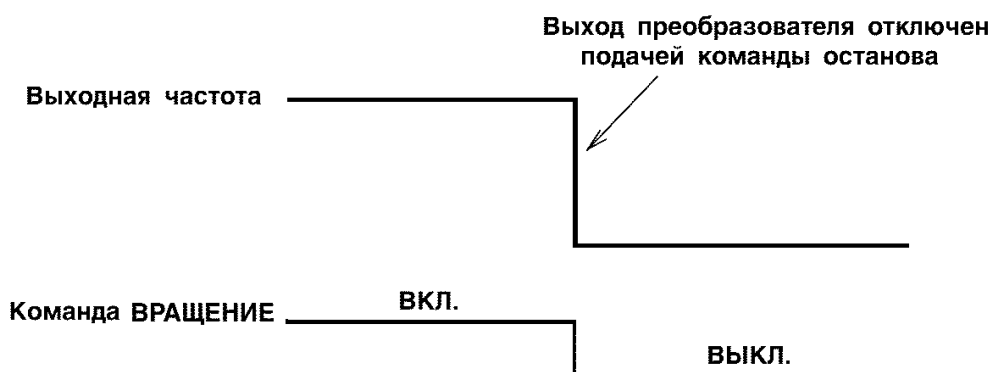 Выход преобразователя отключен
подачей команды останова
Выходная частота
Команда ВРАЩЕНИЕ
ВКЛ.
ВЫКЛ.